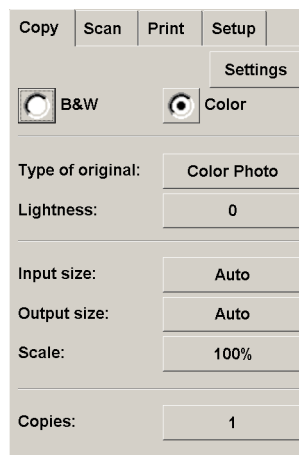 Copy Scan Print Setup
Settings
B&W Color
Type of original: Color Photo
Lightness: 0
Input size: Auto
Output size: Auto
Scale: 100%
Copies: 1